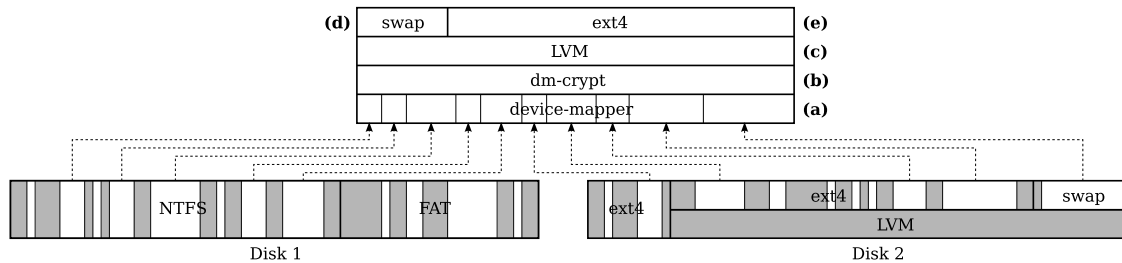 (d) swap ext4 (e)
LVM (c)
dm-crypt (b)
device-mapper (a)
NTFS FAT ext4 ext4 swap
LVM
Disk 1 Disk 2